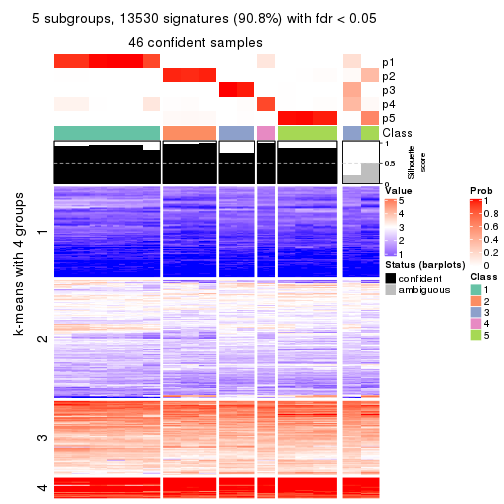 5 subgroups, 13530 signatures (90.8%) with fdr < 0.05
46 confident samples
p1
p2
p3
p4
p5
Class
1
0.5
0
Silhouette
score
k-means with 4 groups
1
2
3
4
Value
5
4
3
2
1
Status (barplots)
confident
ambiguous
Prob
1
0.8
0.6
0.4
0.2
0
Class
1
2
3
4
5